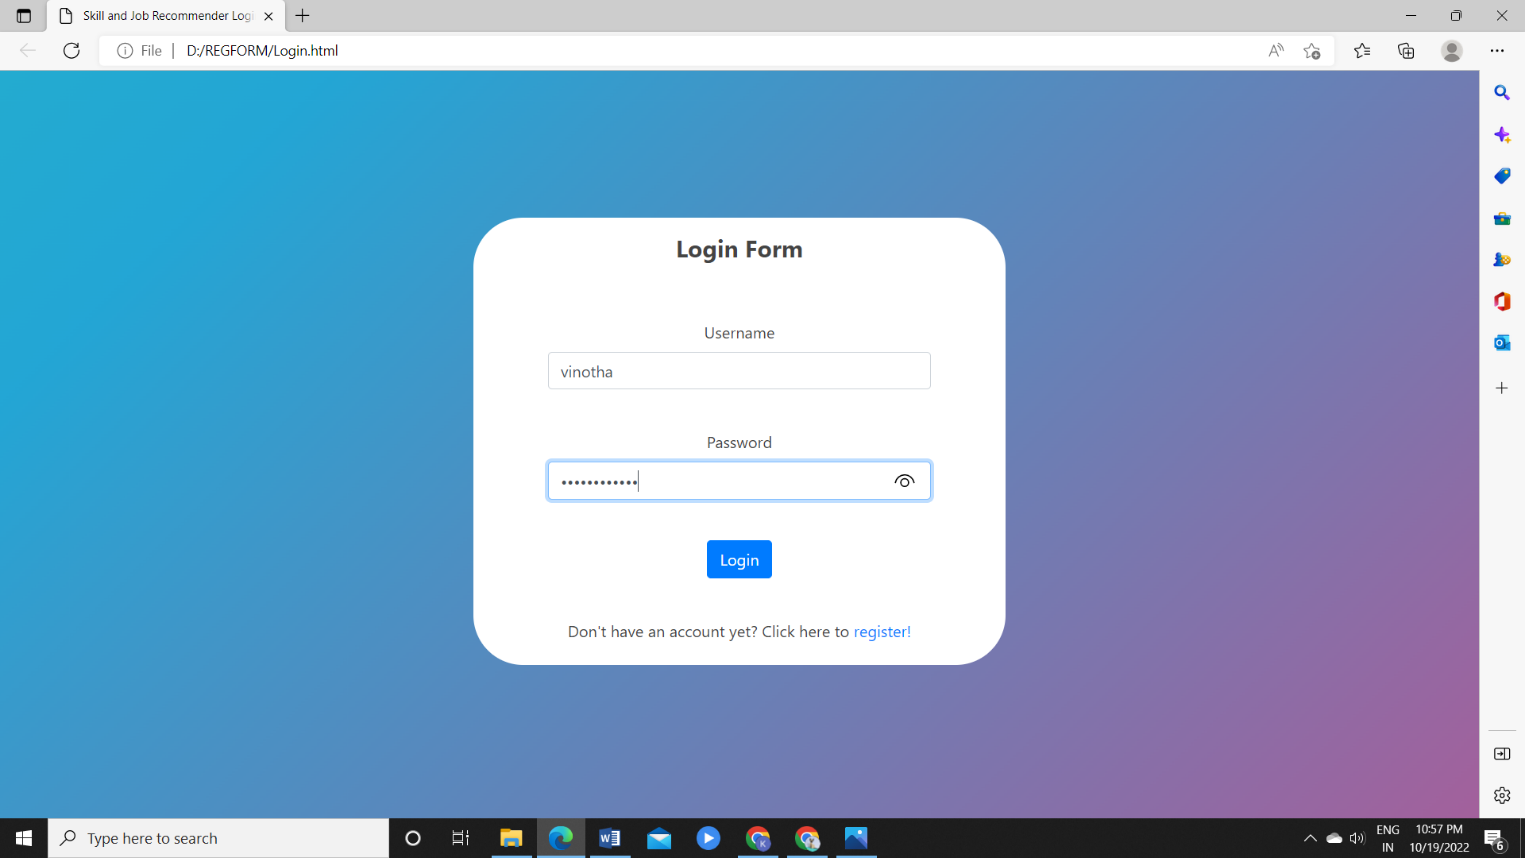 Skill and Job Recommender Logi
File
D:/REGFORM/Login.html
Login Form
Username
vinotha
Password
••••••••••••
Login
Don't have an account yet? Click here to register!
Type here to search
ENG
IN
10:57 PM
10/19/2022
6